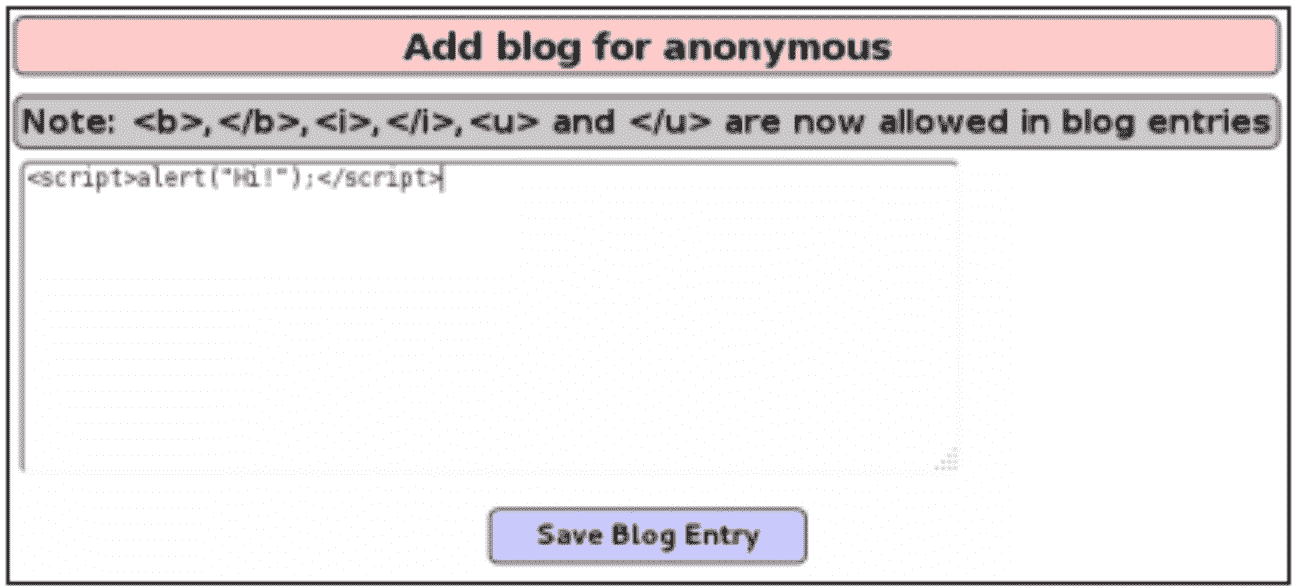 Add blog for anonymous
Note: <b>,</b>,<i>,</i>,<u> and </u> are now allowed in blog entries
<script>alert("Hi!");</script>
Save Blog Entry